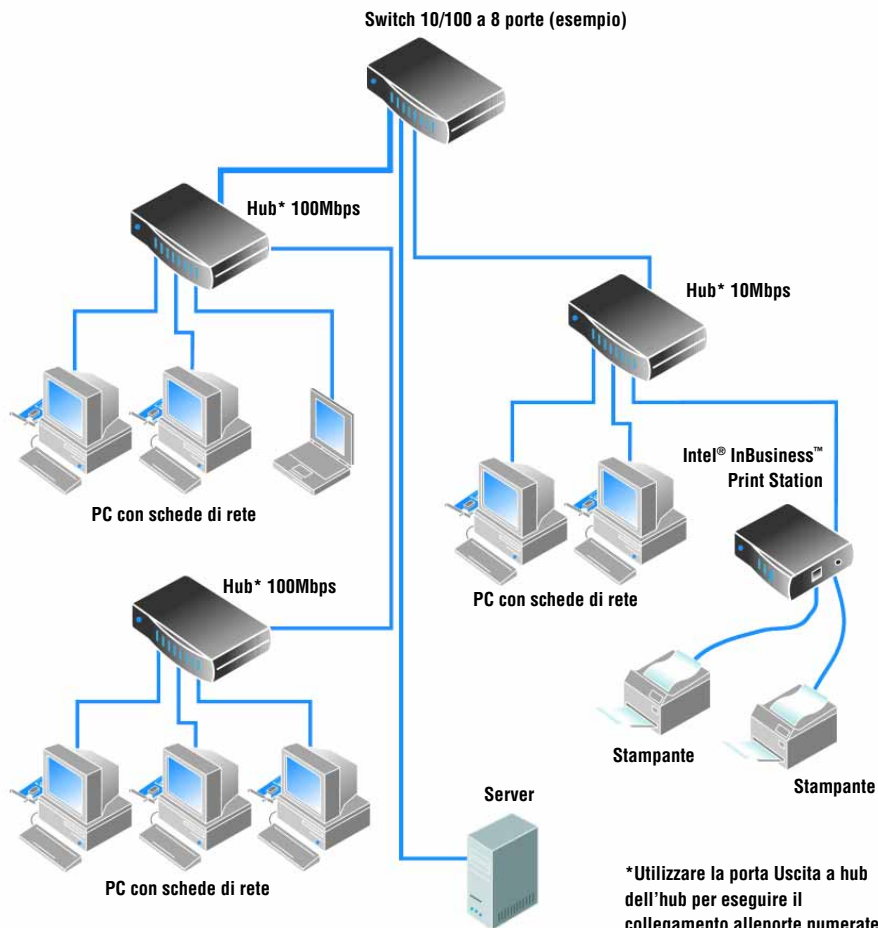 Switch 10/100 a 8 porte (esempio)
Hub* 100Mbps
Hub* 10Mbps
PC con schede di rete
Intel® InBusiness™
Print Station
Hub* 100Mbps
PC con schede di rete
Stampante
Stampante
Server
PC con schede di rete
*Utilizzare la porta Uscita a hub
dell'hub per eseguire il
collegamento alleporte numerate